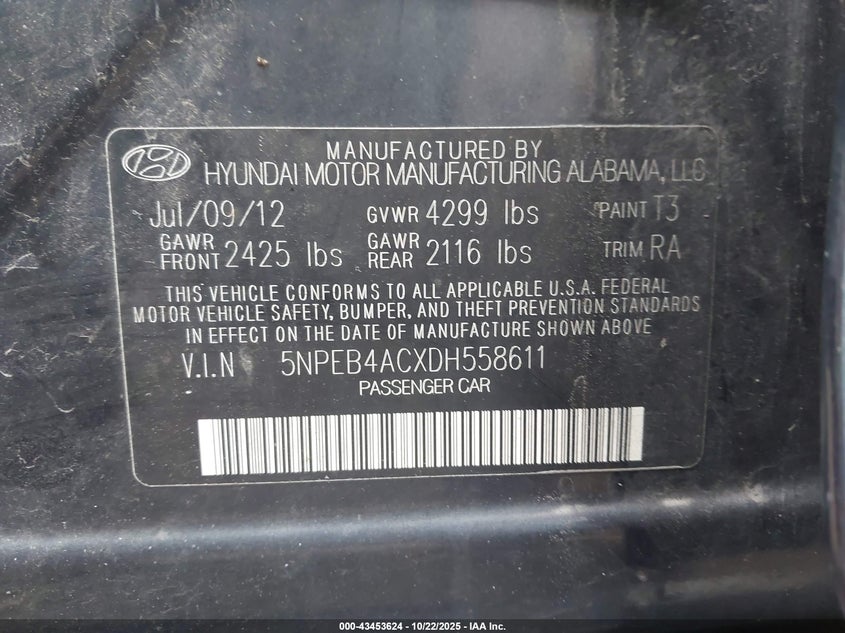 MANUFACTURED BY
HYUNDAI MOTOR MANUFACTURING ALABAMA, LLC
Jul/09/12 GVWR 4299 lbs PAINT T3
GAWR FRONT 2425 lbs GAWR REAR 2116 lbs TRIM RA
THIS VEHICLE CONFORMS TO ALL APPLICABLE U.S.A. FEDERAL
MOTOR VEHICLE SAFETY, BUMPER, AND THEFT PREVENTION STANDARDS
IN EFFECT ON THE DATE OF MANUFACTURE SHOWN ABOVE
V.I.N 5NPEB4ACXDH558611
PASSENGER CAR
000-43453624 - 10/22/2025 - IAA Inc.